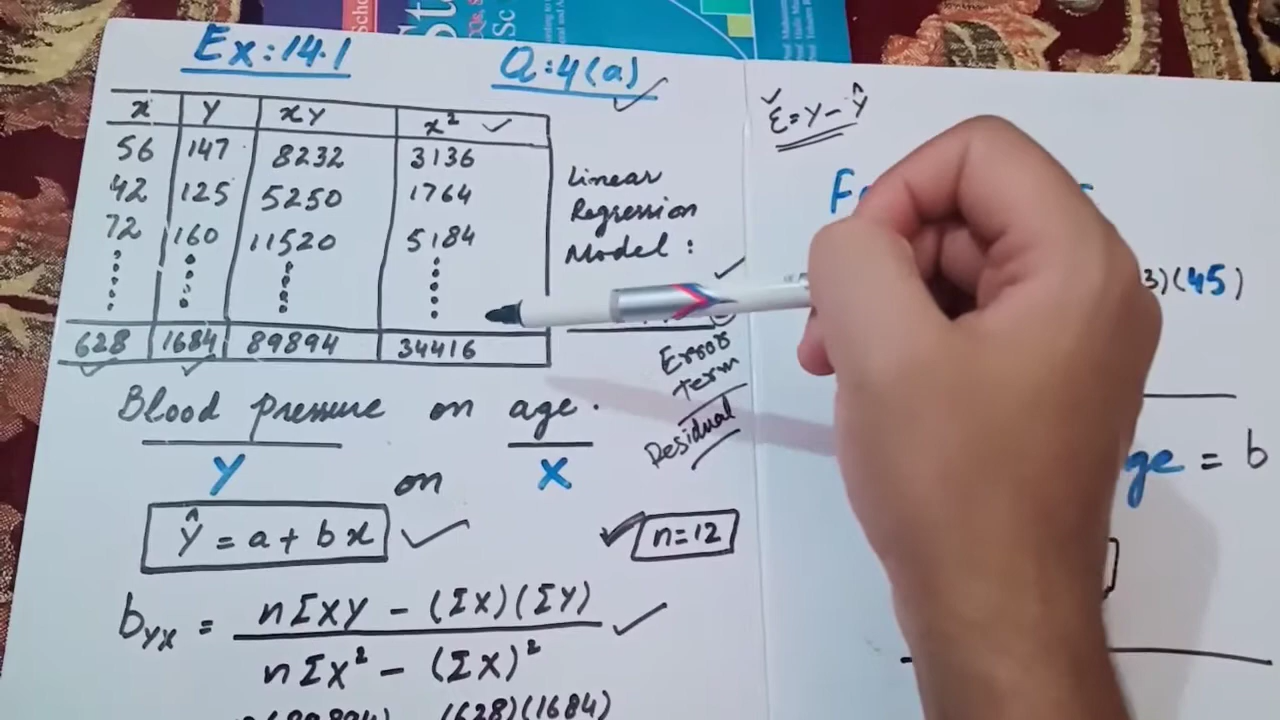 Ex:14.1
Q:4(a)
x Y xY x²
56 147 8232 3136
42 125 5250 1764
72 160 11520 5184
628 1684 89894 34416
Linear
Regression
Model:
Error
Term
Residual
Blood pressure on age.
Y on X
Ŷ = a + bx
n=12
bYX = nΣXY - (ΣX)(ΣY)
nΣX² - (ΣX)²
(628)(1684)
ε = Y - Ŷ
3)(45)
ge = b